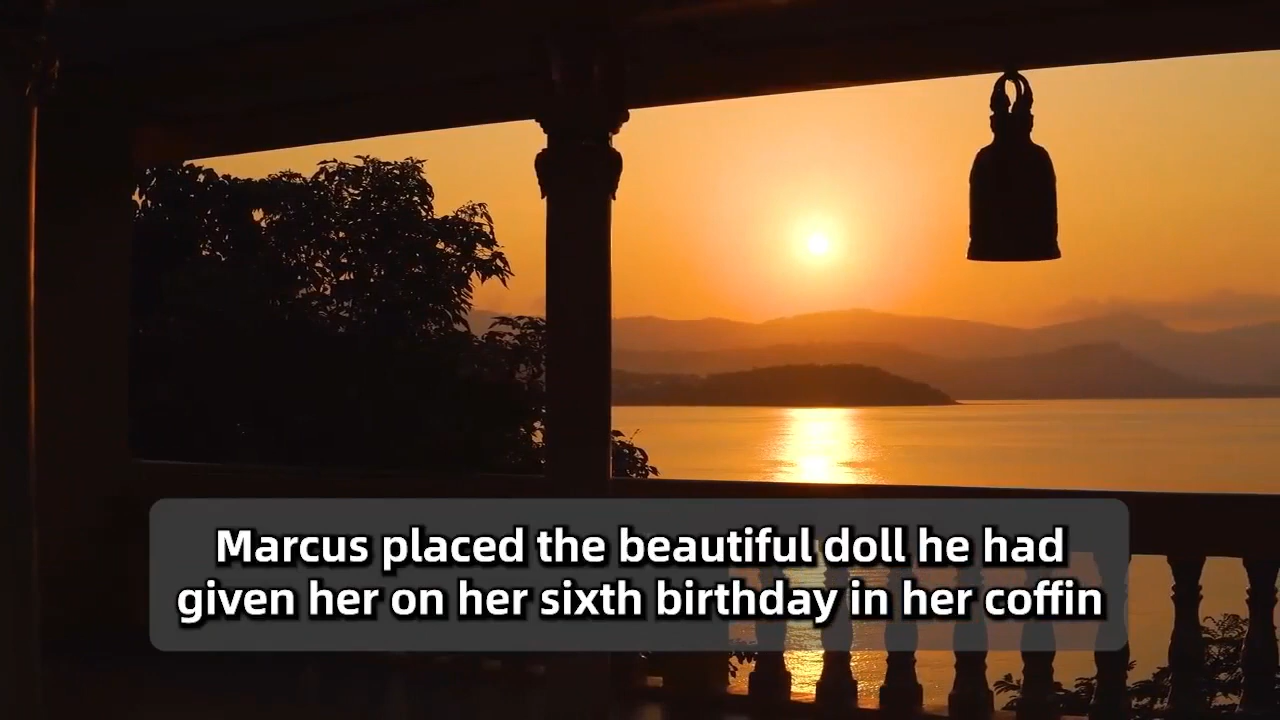 Marcus placed the beautiful doll he had
given her on her sixth birthday in her coffin